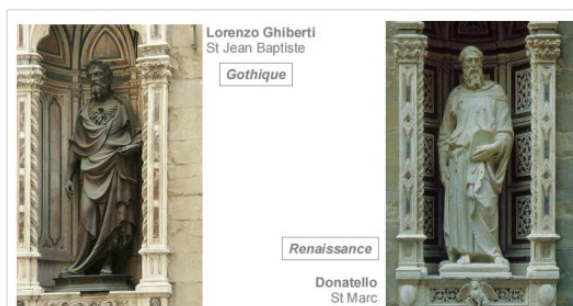 Lorenzo Ghiberti
St Jean Baptiste
Gothique
Renaissance
Donatello
St Marc